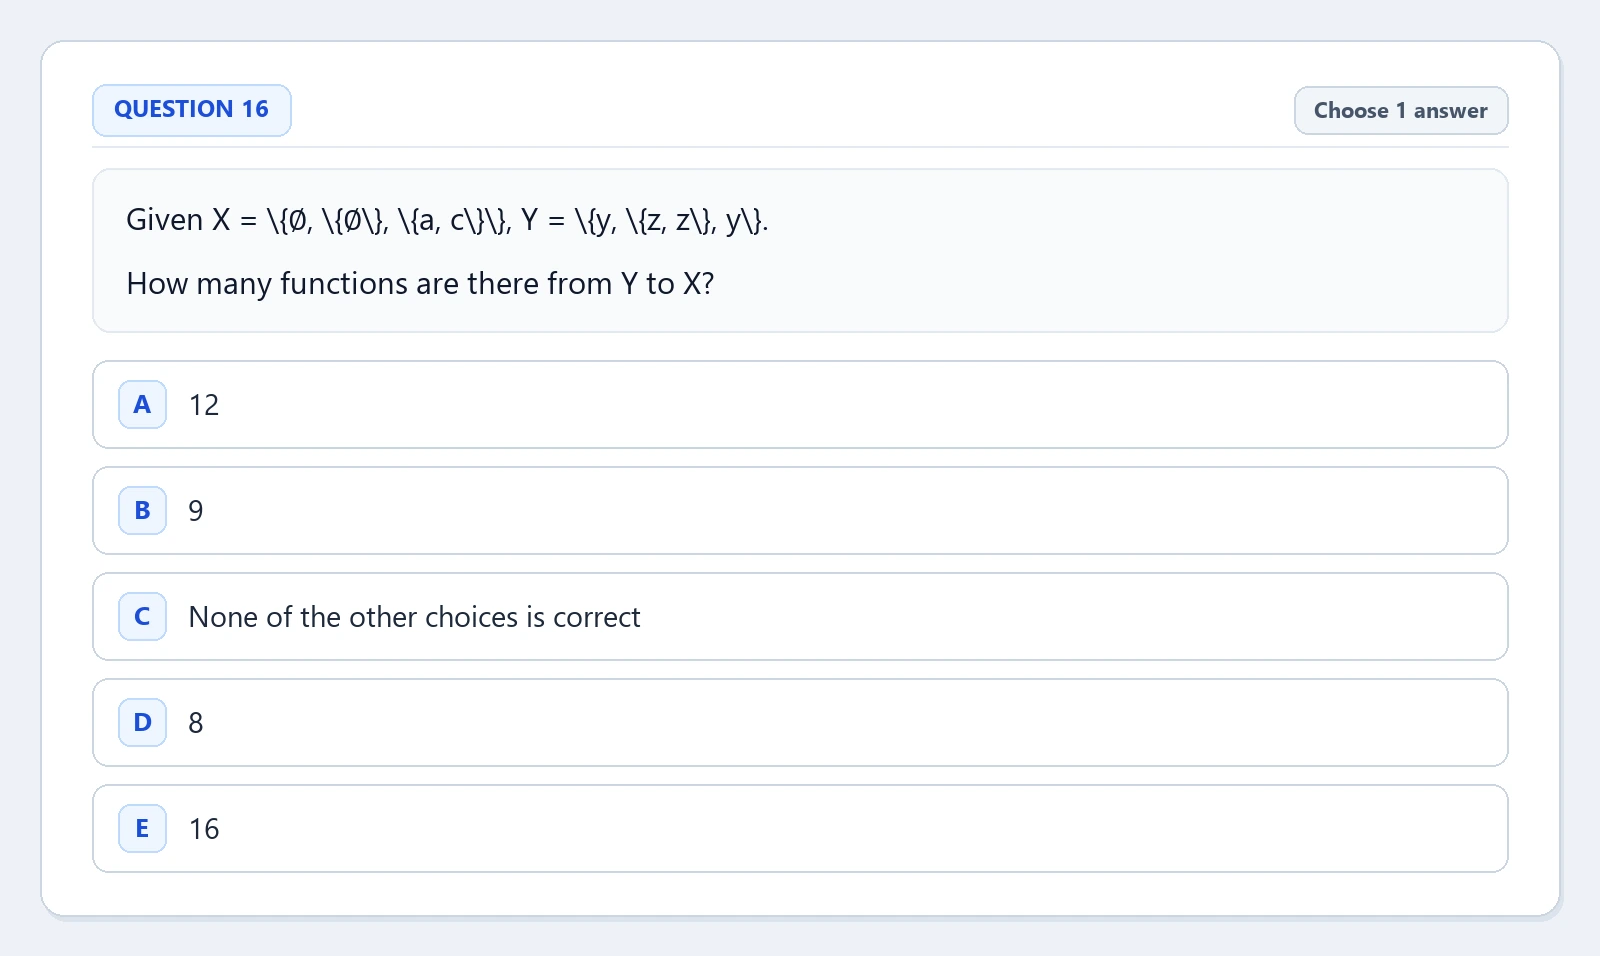 QUESTION 16
Choose 1 answer
Given X = \{∅, \{∅\}, \{a, c\}\}, Y = \{y, \{z, z\}, y\}.
How many functions are there from Y to X?
A 12
B 9
C None of the other choices is correct
D 8
E 16